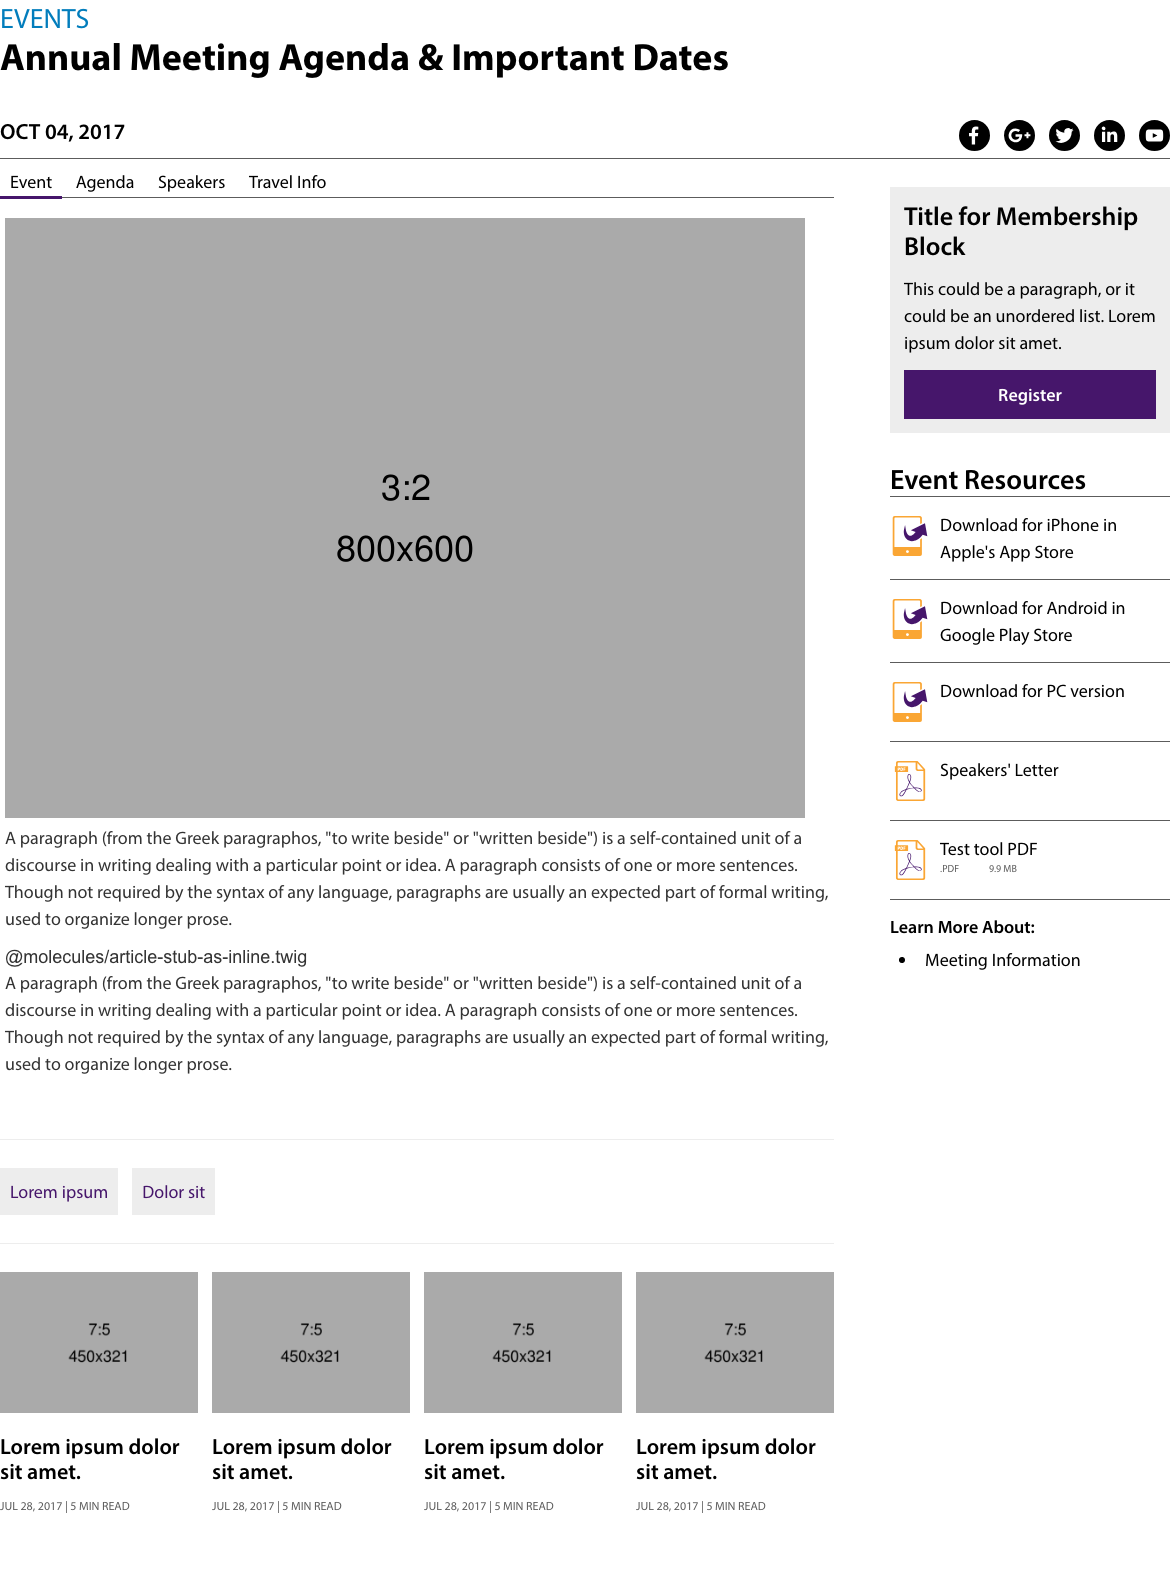 EVENTS
Annual Meeting Agenda & Important Dates
OCT 04, 2017
Event Agenda Speakers Travel Info
3:2
800x600
A paragraph (from the Greek paragraphos, "to write beside" or "written beside") is a self-contained unit of a
discourse in writing dealing with a particular point or idea. A paragraph consists of one or more sentences.
Though not required by the syntax of any language, paragraphs are usually an expected part of formal writing,
used to organize longer prose.
@molecules/article-stub-as-inline.twig
A paragraph (from the Greek paragraphos, "to write beside" or "written beside") is a self-contained unit of a
discourse in writing dealing with a particular point or idea. A paragraph consists of one or more sentences.
Though not required by the syntax of any language, paragraphs are usually an expected part of formal writing,
used to organize longer prose.
Lorem ipsum Dolor sit
7:5
450x321
Lorem ipsum dolor
sit amet.
JUL 28, 2017 | 5 MIN READ
7:5
450x321
Lorem ipsum dolor
sit amet.
JUL 28, 2017 | 5 MIN READ
7:5
450x321
Lorem ipsum dolor
sit amet.
JUL 28, 2017 | 5 MIN READ
7:5
450x321
Lorem ipsum dolor
sit amet.
JUL 28, 2017 | 5 MIN READ
Title for Membership
Block
This could be a paragraph, or it
could be an unordered list. Lorem
ipsum dolor sit amet.
Register
Event Resources
Download for iPhone in
Apple's App Store
Download for Android in
Google Play Store
Download for PC version
Speakers' Letter
Test tool PDF
.PDF 9.9 MB
Learn More About:
• Meeting Information